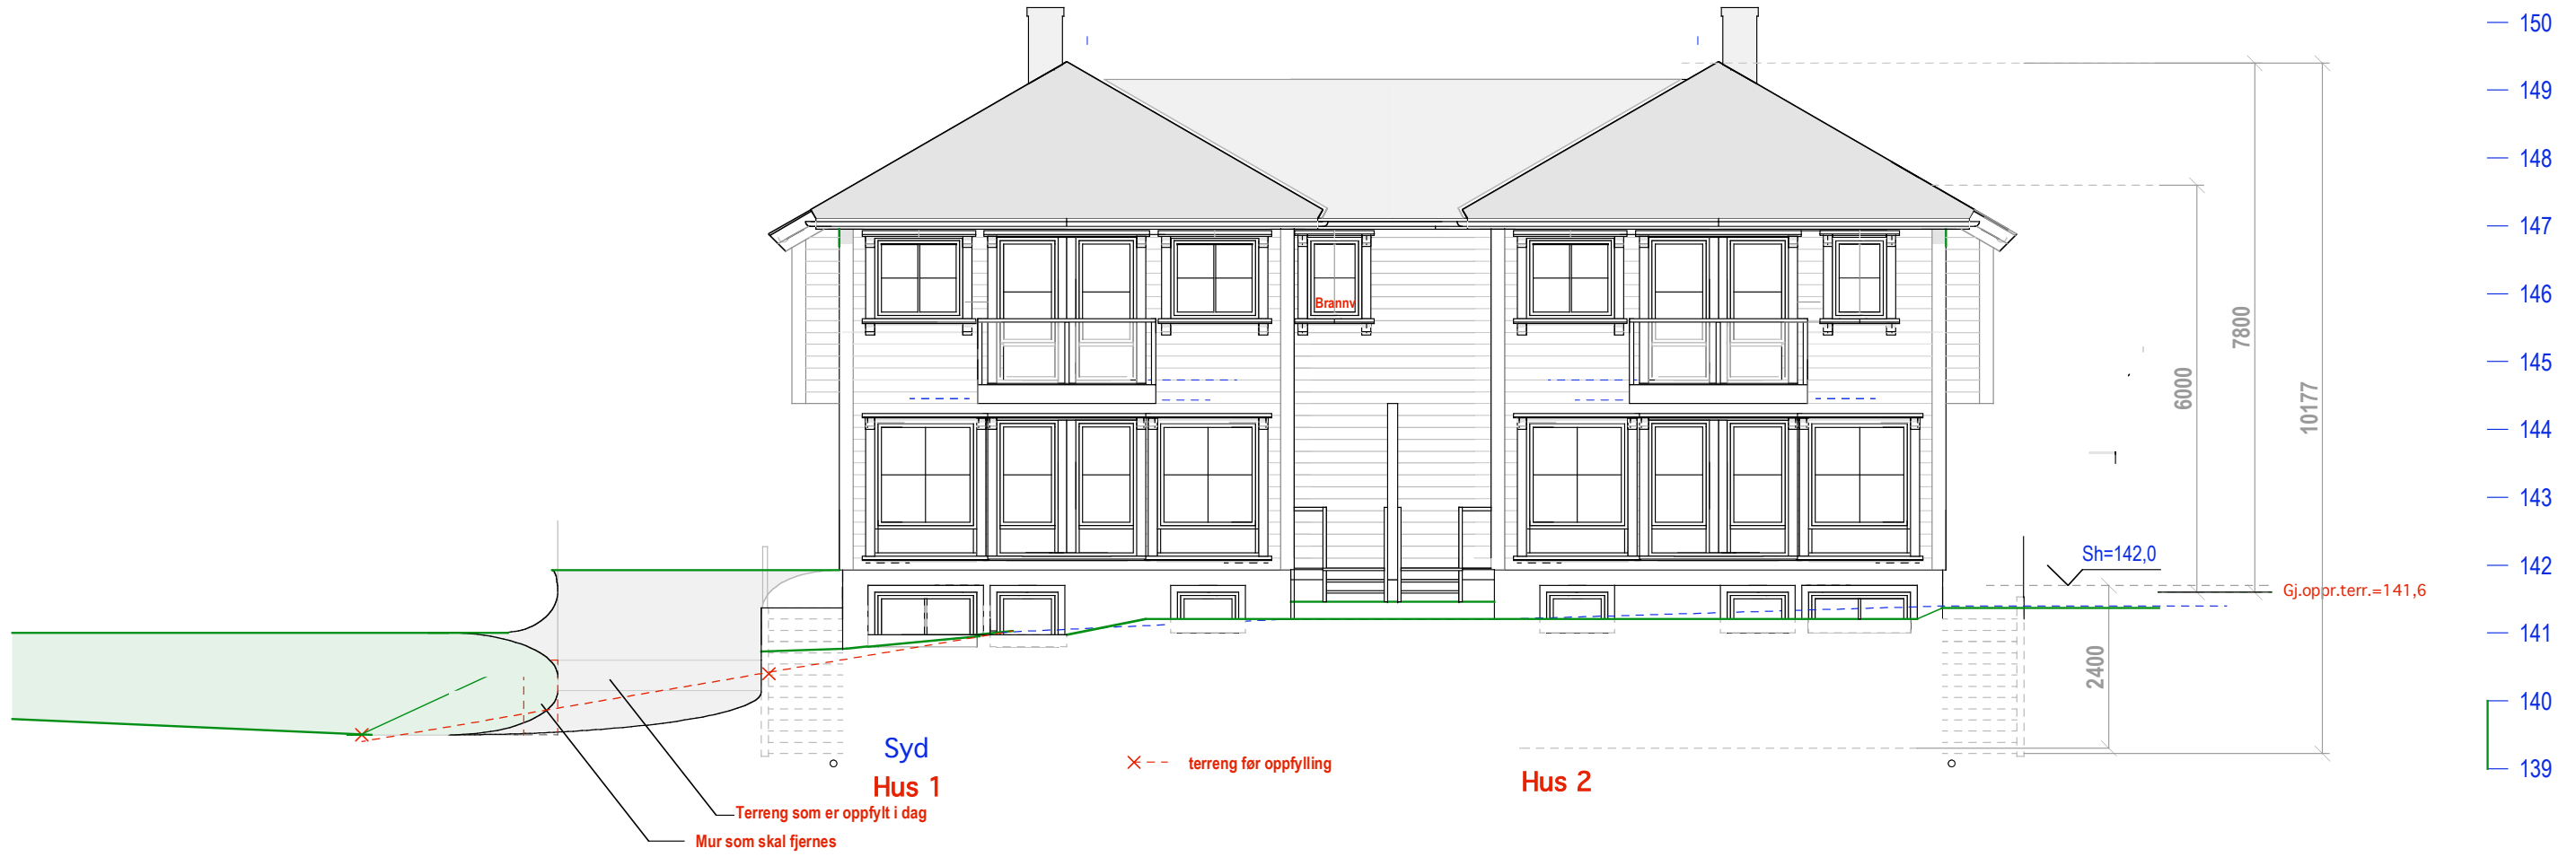 150
149
148
147
146
145
144
143
142
141
140
139
7800
6000
10177
2400
Brannv
Sh=142,0
Gj.oppr.terr.=141,6
Syd
Hus 1
terreng før oppfylling
Hus 2
Terreng som er oppfylt i dag
Mur som skal fjernes